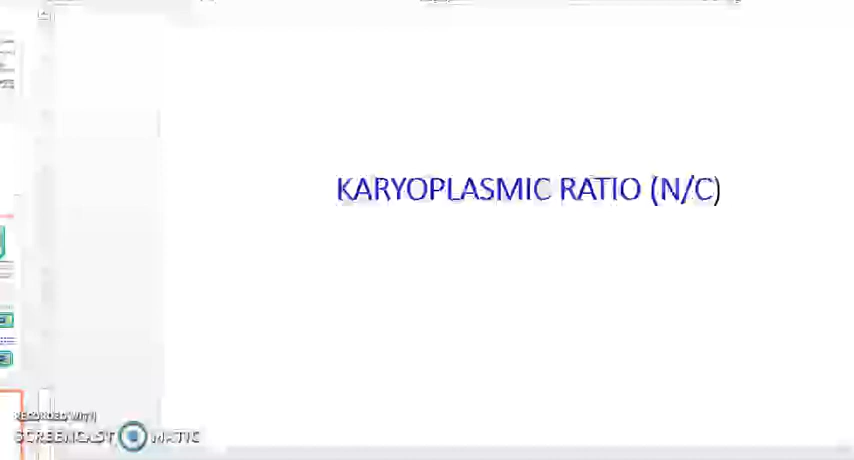 KARYOPLASMIC RATIO (N/C)
RECORDED WITH
SCREENCAST MATIC